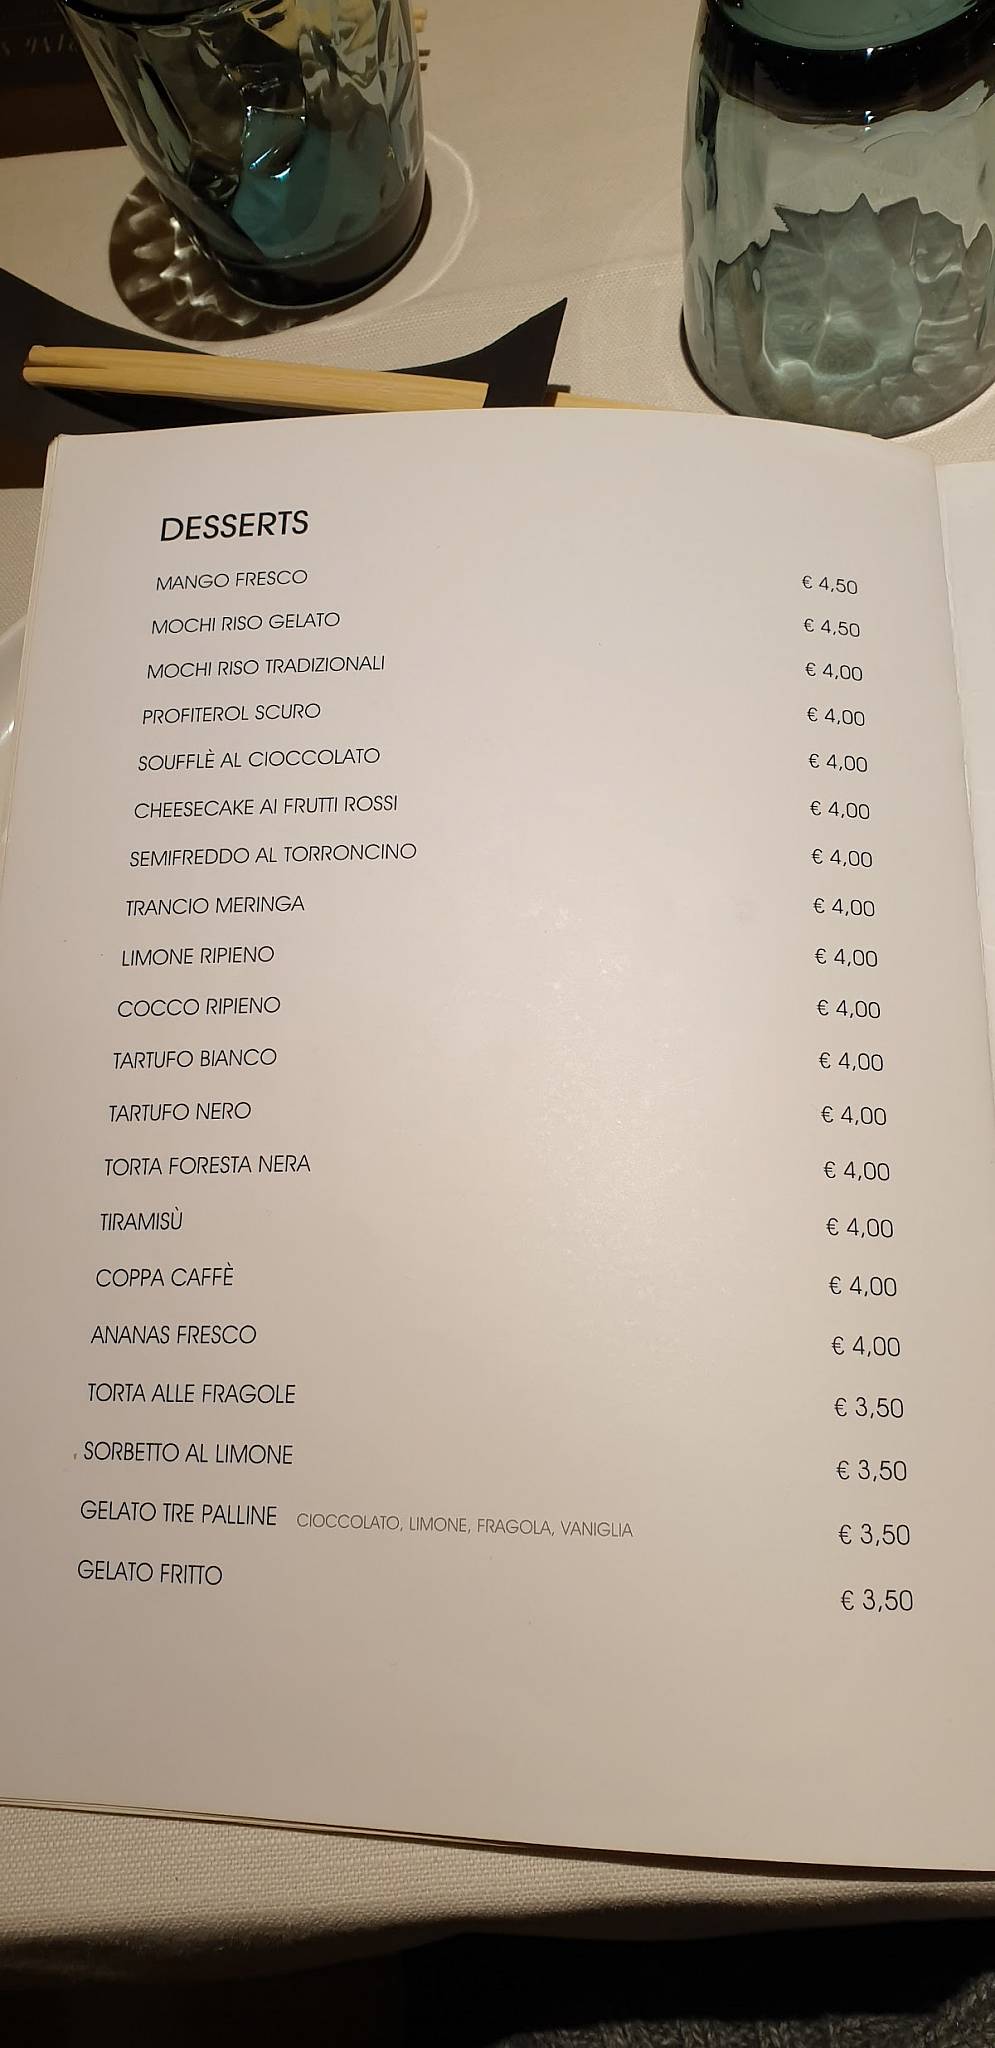 DESSERTS
MANGO FRESCO € 4,50
MOCHI RISO GELATO € 4,50
MOCHI RISO TRADIZIONALI € 4,00
PROFITEROL SCURO € 4,00
SOUFFLÈ AL CIOCCOLATO € 4,00
CHEESECAKE AI FRUTTI ROSSI € 4,00
SEMIFREDDO AL TORRONCINO € 4,00
TRANCIO MERINGA € 4,00
LIMONE RIPIENO € 4,00
COCCO RIPIENO € 4,00
TARTUFO BIANCO € 4,00
TARTUFO NERO € 4,00
TORTA FORESTA NERA € 4,00
TIRAMISÙ € 4,00
COPPA CAFFÈ € 4,00
ANANAS FRESCO € 4,00
TORTA ALLE FRAGOLE € 3,50
SORBETTO AL LIMONE € 3,50
GELATO TRE PALLINE CIOCCOLATO, LIMONE, FRAGOLA, VANIGLIA € 3,50
GELATO FRITTO € 3,50